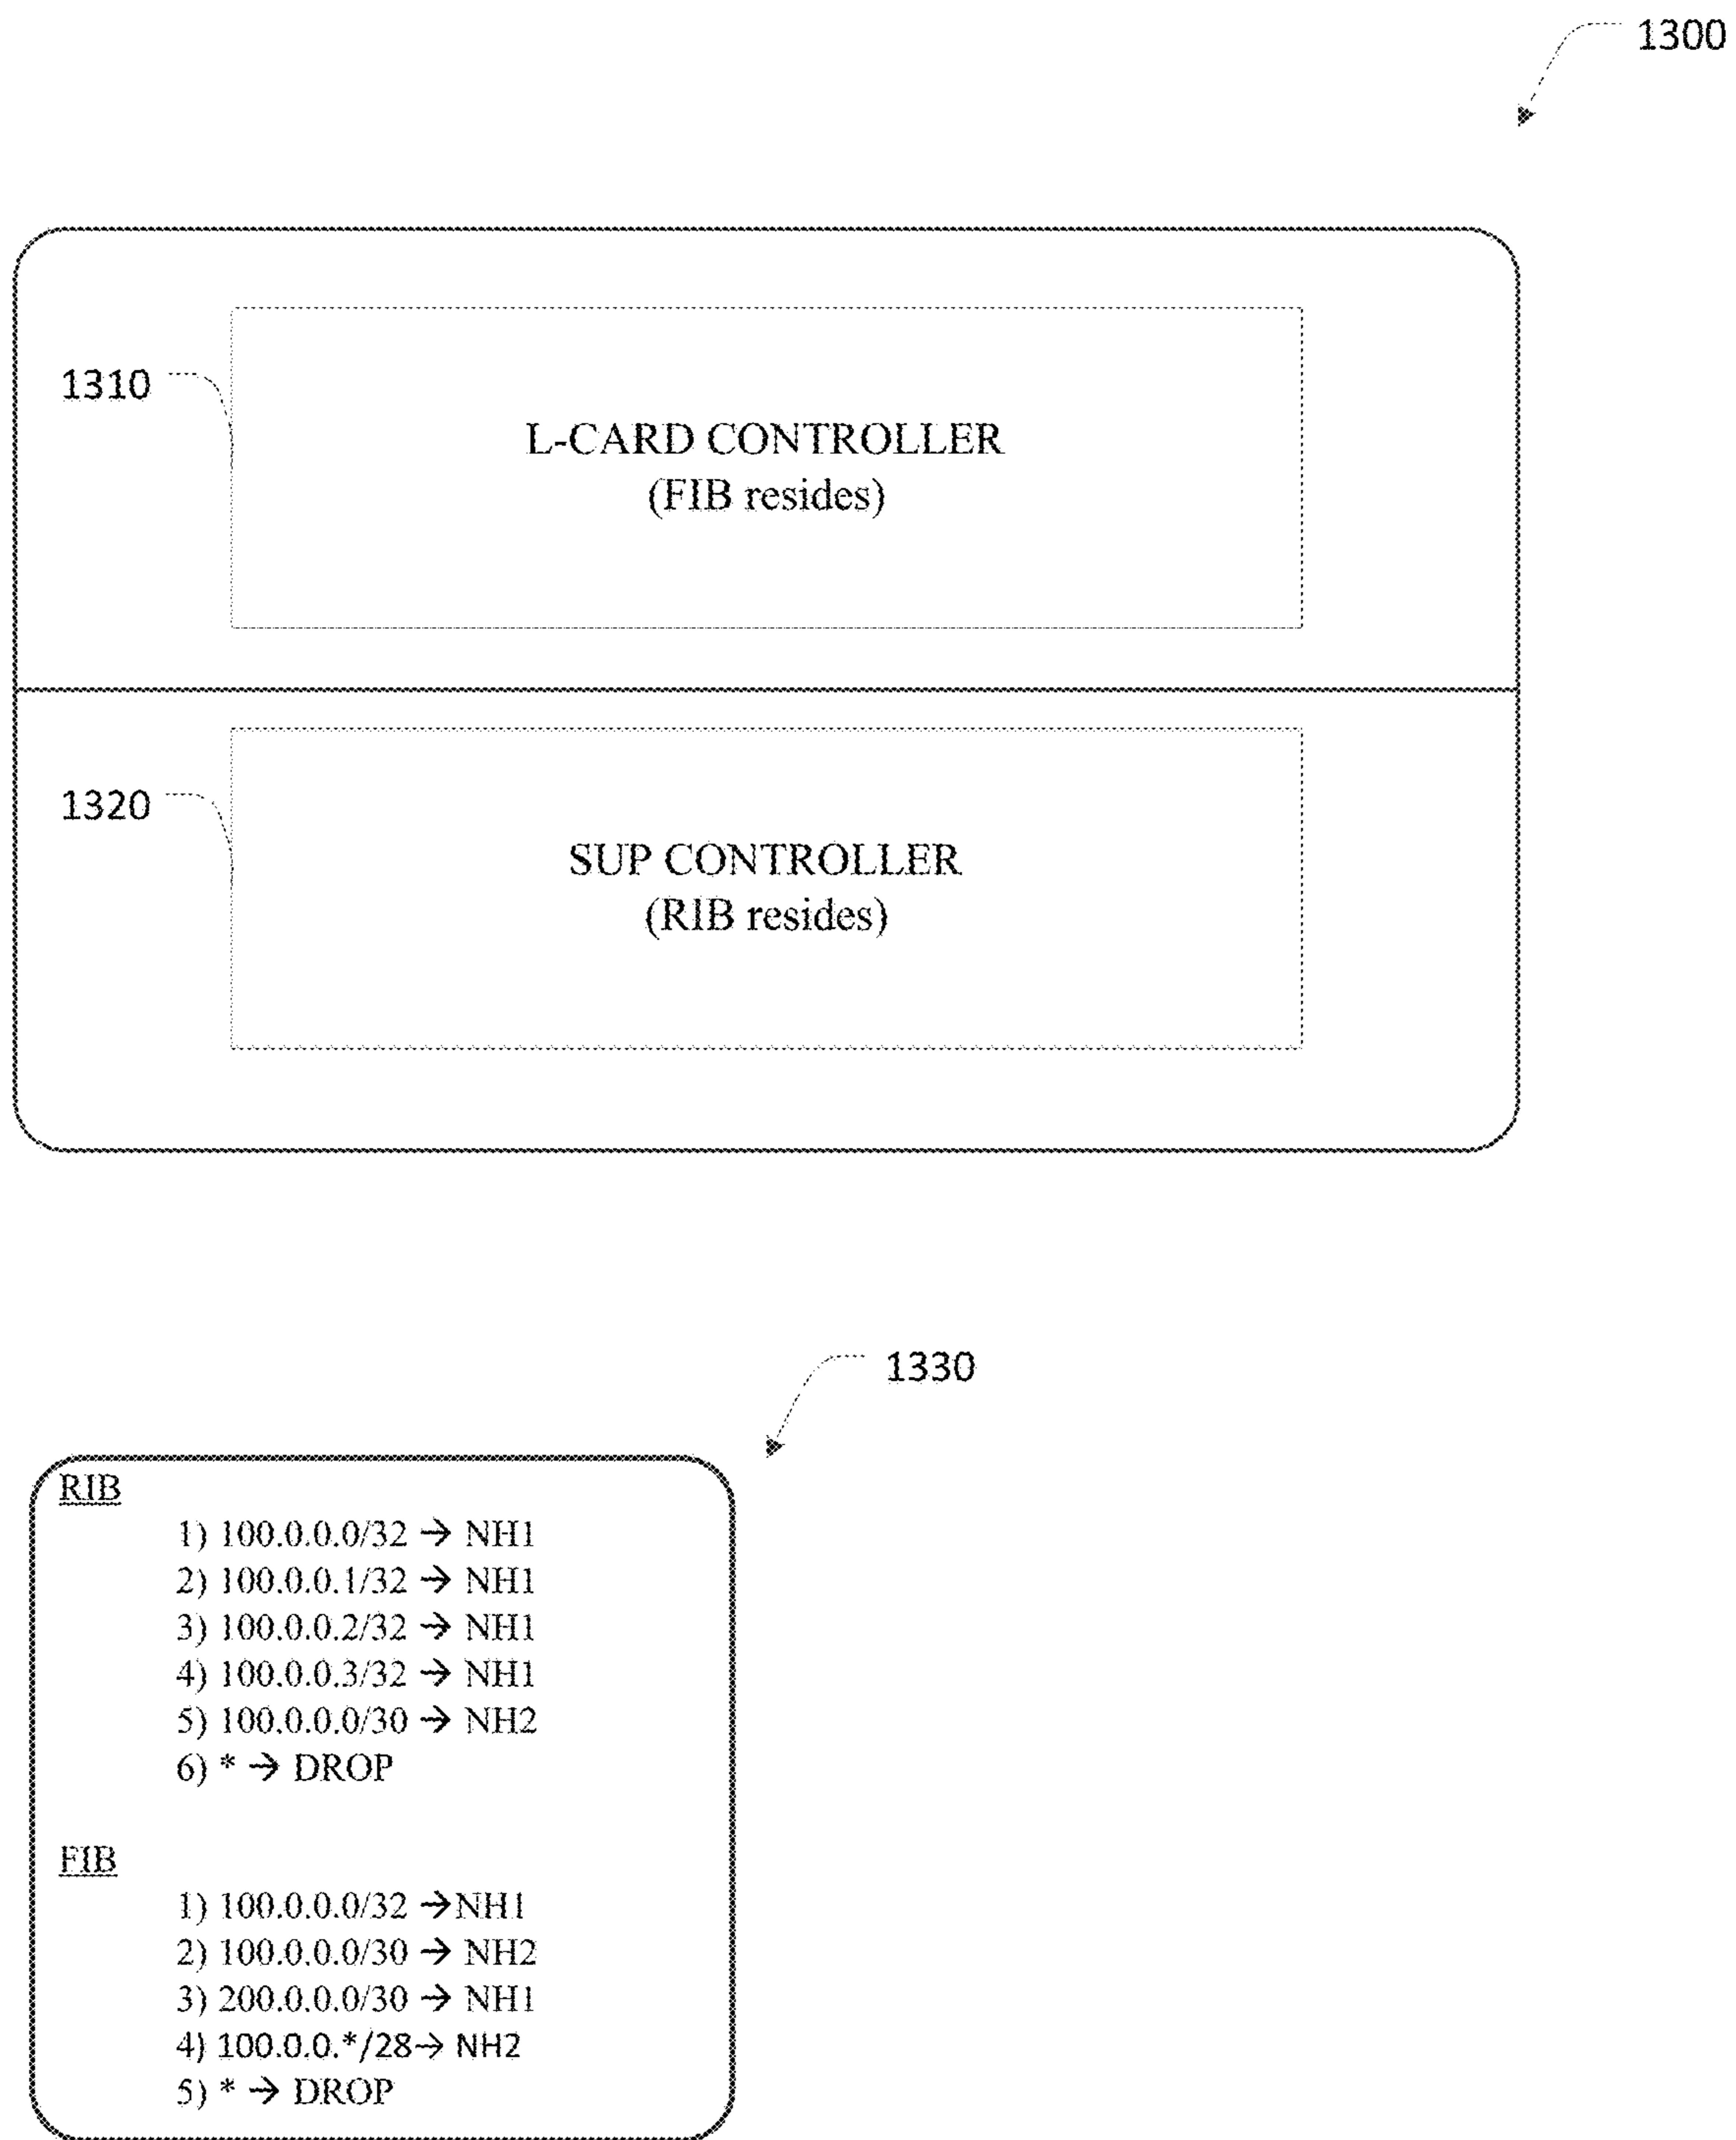 1300
1310
L-CARD CONTROLLER
(FIB resides)
1320
SUP CONTROLLER
(RIB resides)
1330
RIB
1) 100.0.0.0/32 → NH1
2) 100.0.0.1/32 → NH1
3) 100.0.0.2/32 → NH1
4) 100.0.0.3/32 → NH1
5) 100.0.0.0/30 → NH2
6) * → DROP
FIB
1) 100.0.0.0/32 →NH1
2) 100.0.0.0/30 → NH2
3) 200.0.0.0/30 → NH1
4) 100.0.0.*/28→ NH2
5) * → DROP